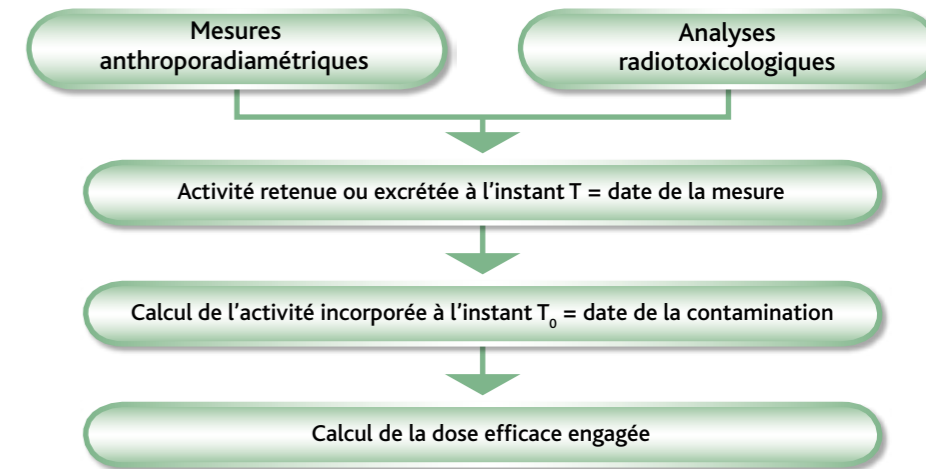 Mesures
anthroporadiamétriques
Analyses
radiotoxicologiques
Activité retenue ou excrétée à l'instant T = date de la mesure
Calcul de l'activité incorporée à l'instant T₀ = date de la contamination
Calcul de la dose efficace engagée